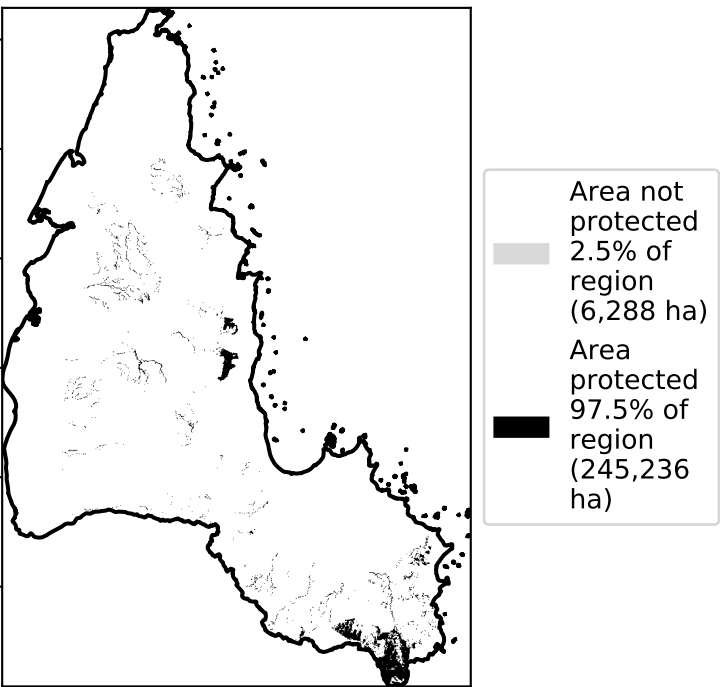 Area not
protected
2.5% of
region
(6,288 ha)
Area
protected
97.5% of
region
(245,236
ha)